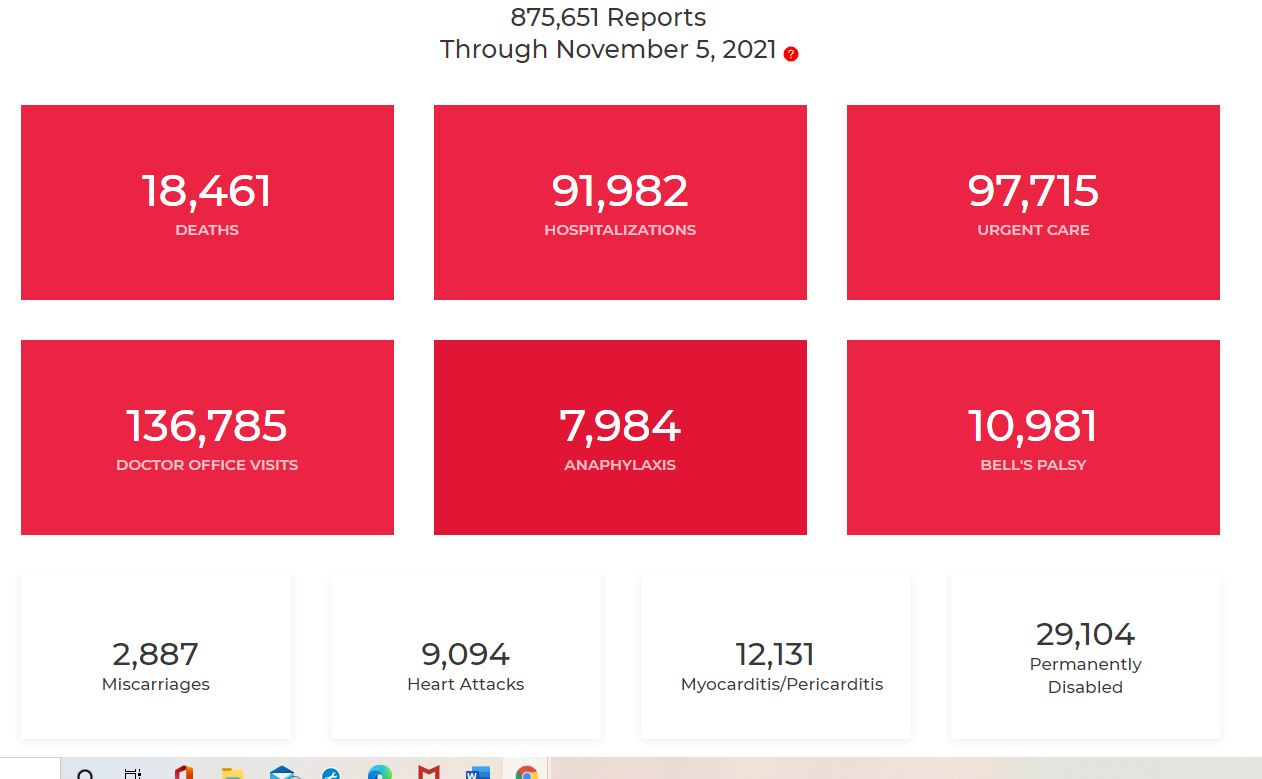 875,651 Reports
Through November 5, 2021 ?
18,461
DEATHS
91,982
HOSPITALIZATIONS
97,715
URGENT CARE
136,785
DOCTOR OFFICE VISITS
7,984
ANAPHYLAXIS
10,981
BELL'S PALSY
2,887
Miscarriages
9,094
Heart Attacks
12,131
Myocarditis/Pericarditis
29,104
Permanently
Disabled